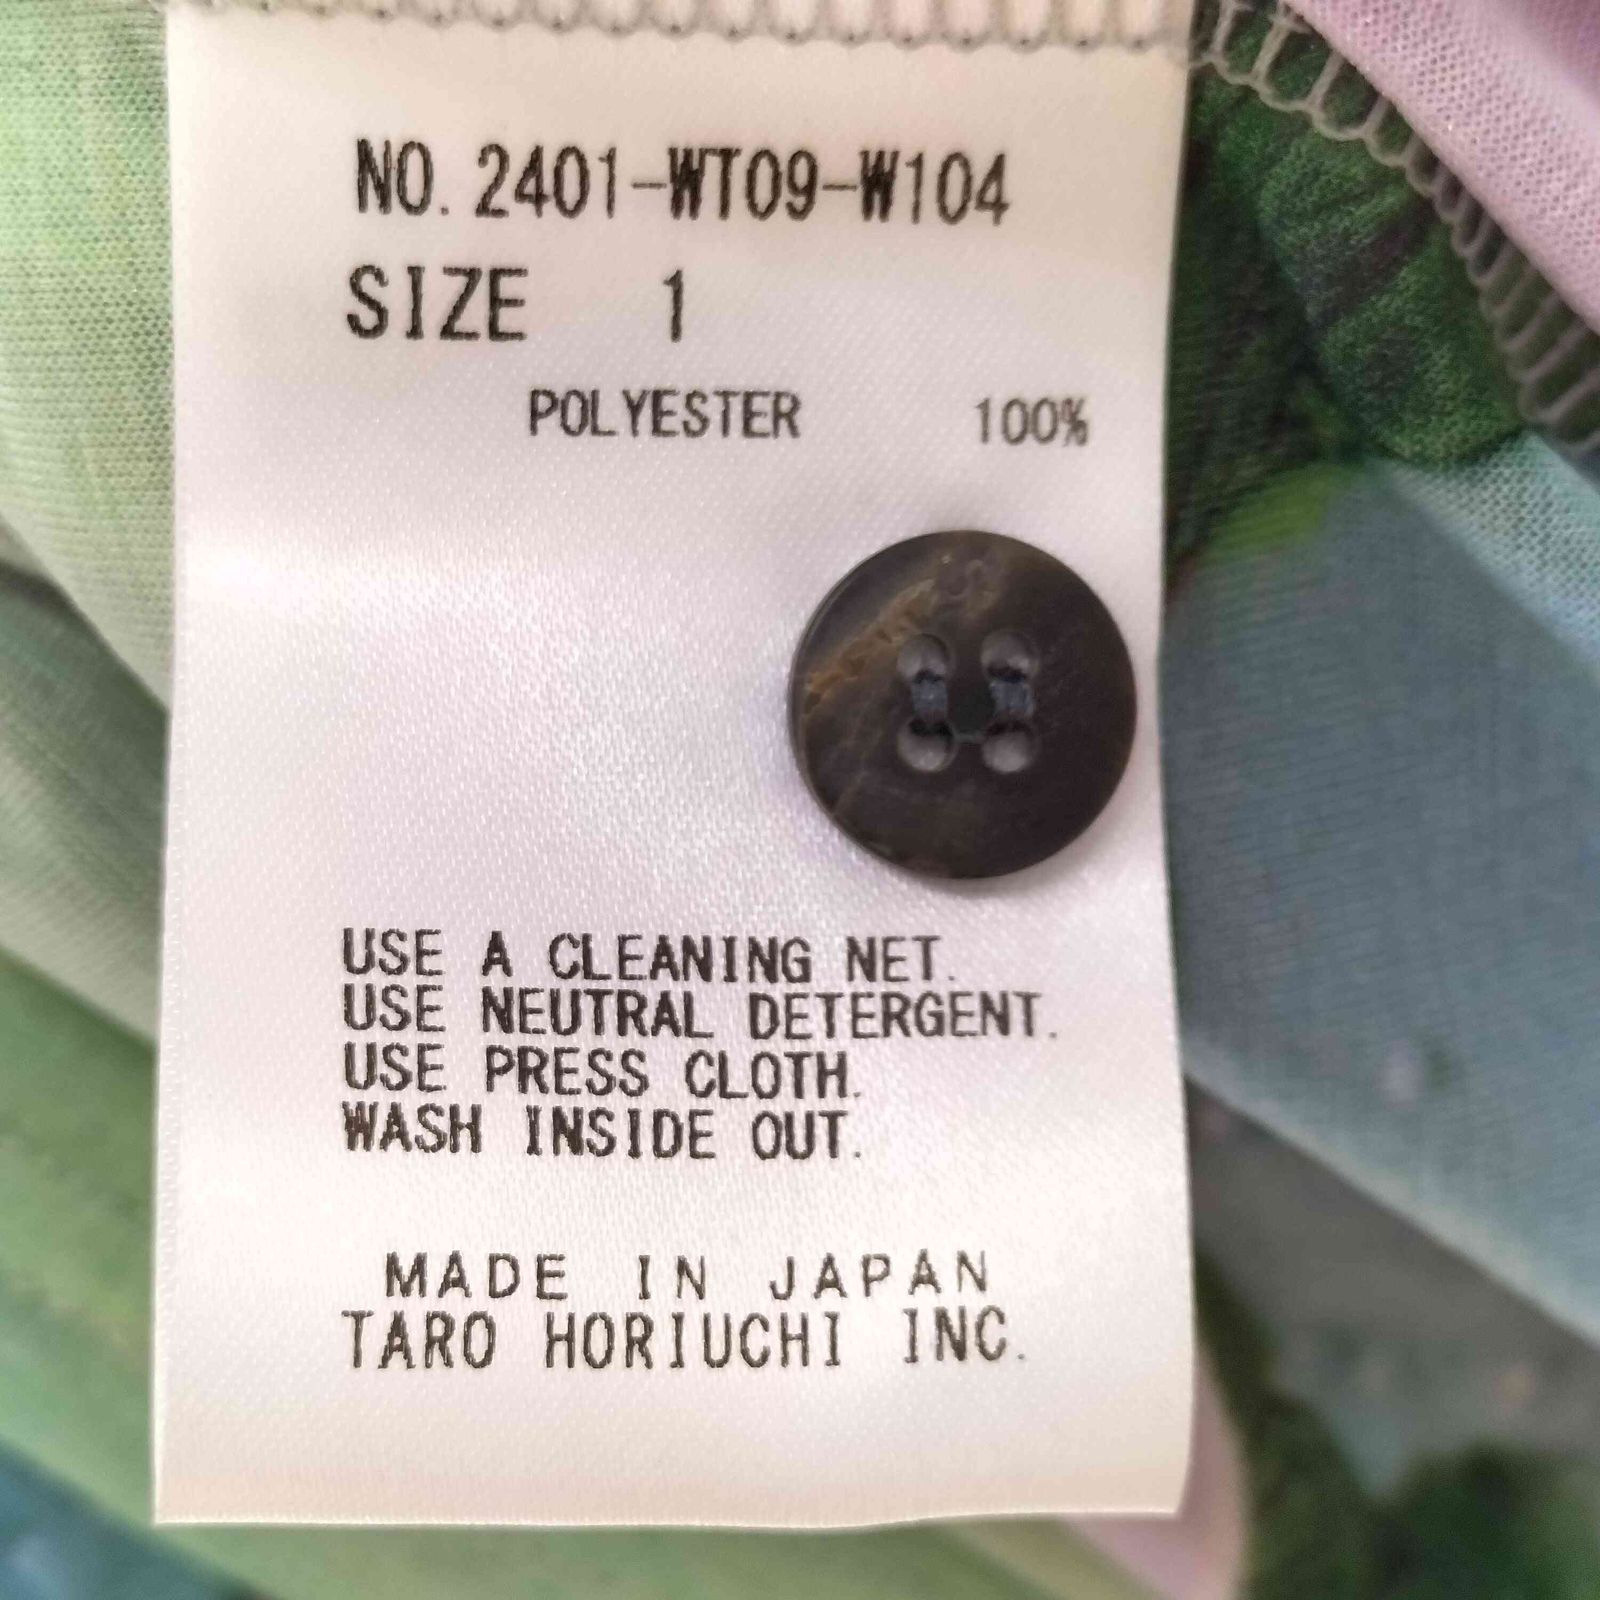 NO. 2401-WT09-W104
SIZE 1
POLYESTER 100%
USE A CLEANING NET.
USE NEUTRAL DETERGENT.
USE PRESS CLOTH.
WASH INSIDE OUT.
MADE IN JAPAN
TARO HORIUCHI INC.